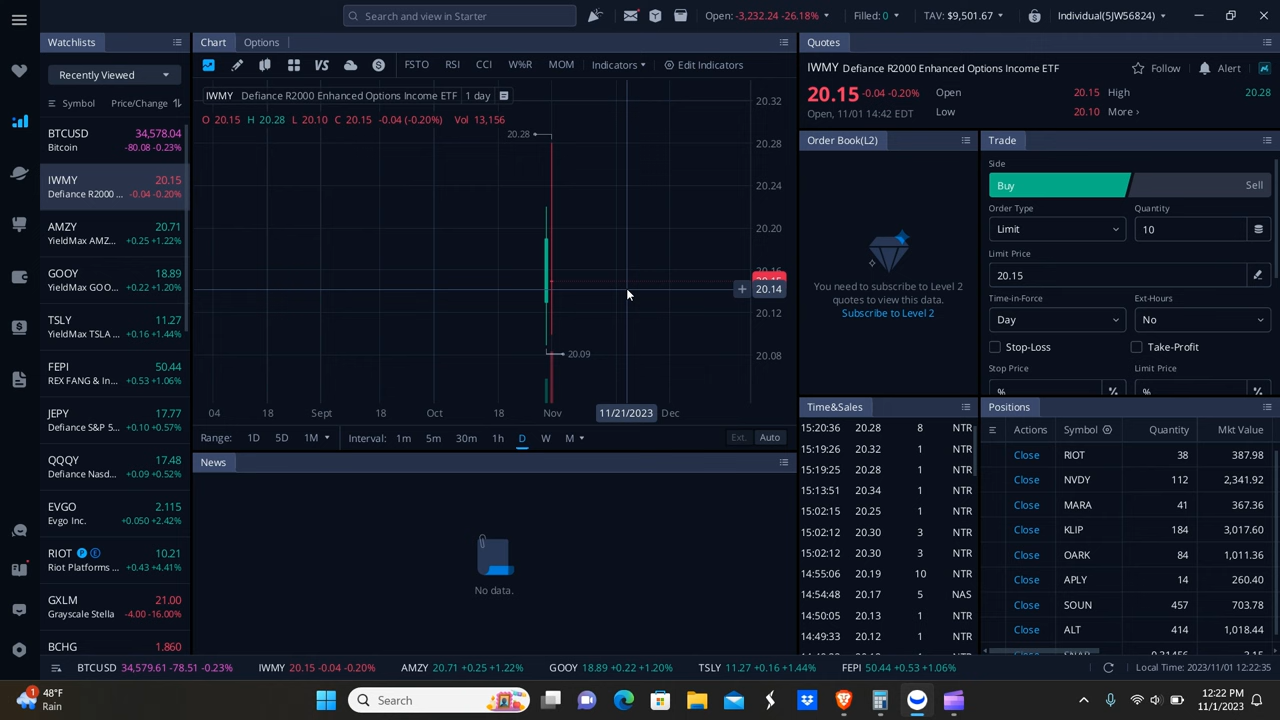 Search and view in Starter
Open: -3,232.24 -26.18%
Filled: 0
TAV: $9,501.67
Individual(5JW56824)
Watchlists
Recently Viewed
Symbol Price/Change
BTCUSD 34,578.04
Bitcoin -80.08 -0.23%
IWMY 20.15
Defiance R2000 ... -0.04 -0.20%
AMZY 20.71
YieldMax AMZ... +0.25 +1.22%
GOOY 18.89
YieldMax GOO... +0.22 +1.20%
TSLY 11.27
YieldMax TSLA ... +0.16 +1.44%
FEPI 50.44
REX FANG & In... +0.53 +1.06%
JEPY 17.77
Defiance S&P 5... +0.10 +0.57%
QQQY 17.48
Defiance Nasd... +0.09 +0.52%
EVGO 2.115
Evgo Inc. +0.050 +2.42%
RIOT P E 10.21
Riot Platforms ... +0.43 +4.41%
GXLM 21.00
Grayscale Stella -4.00 -16.00%
BCHG 1.860
Chart Options
VS FSTO RSI CCI W%R MOM Indicators Edit Indicators
IWMY Defiance R2000 Enhanced Options Income ETF 1 day
O 20.15 H 20.28 L 20.10 C 20.15 -0.04 (-0.20%) Vol 13,156
20.28
20.09
20.32
20.28
20.24
20.20
20.16
20.14
20.12
20.08
04 18 Sept 18 Oct 18 Nov 11/21/2023 Dec
Range: 1D 5D 1M Interval: 1m 5m 30m 1h D W M Ext. Auto
News
No data.
Quotes
IWMY Defiance R2000 Enhanced Options Income ETF
Follow Alert
20.15 -0.04 -0.20%
Open, 11/01 14:42 EDT
Open 20.15 High 20.28
Low 20.10 More ›
Order Book(L2)
You need to subscribe to Level 2
quotes to view this data.
Subscribe to Level 2
Trade
Side
Buy Sell
Order Type Quantity
Limit 10
Limit Price
20.15
Time-in-Force Ext-Hours
Day No
Stop-Loss Take-Profit
Stop Price Limit Price
% %
Time&Sales
15:20:36 20.28 8 NTR
15:19:26 20.32 1 NTR
15:19:25 20.28 1 NTR
15:13:51 20.34 1 NTR
15:02:15 20.25 1 NTR
15:02:12 20.30 3 NTR
15:02:12 20.30 3 NTR
14:55:06 20.19 10 NTR
14:54:48 20.17 5 NAS
14:50:05 20.13 1 NTR
14:49:33 20.12 1 NTR
Positions
Actions Symbol Quantity Mkt Value
Close RIOT 38 387.98
Close NVDY 112 2,341.92
Close MARA 41 367.36
Close KLIP 184 3,017.60
Close OARK 84 1,011.36
Close APLY 14 260.40
Close SOUN 457 703.78
Close ALT 414 1,018.44
BTCUSD 34,579.61 -78.51 -0.23% IWMY 20.15 -0.04 -0.20% AMZY 20.71 +0.25 +1.22% GOOY 18.89 +0.22 +1.20% TSLY 11.27 +0.16 +1.44% FEPI 50.44 +0.53 +1.06% Local Time: 2023/11/01 12:22:35
1
48°F
Rain
Search
12:22 PM
11/1/2023